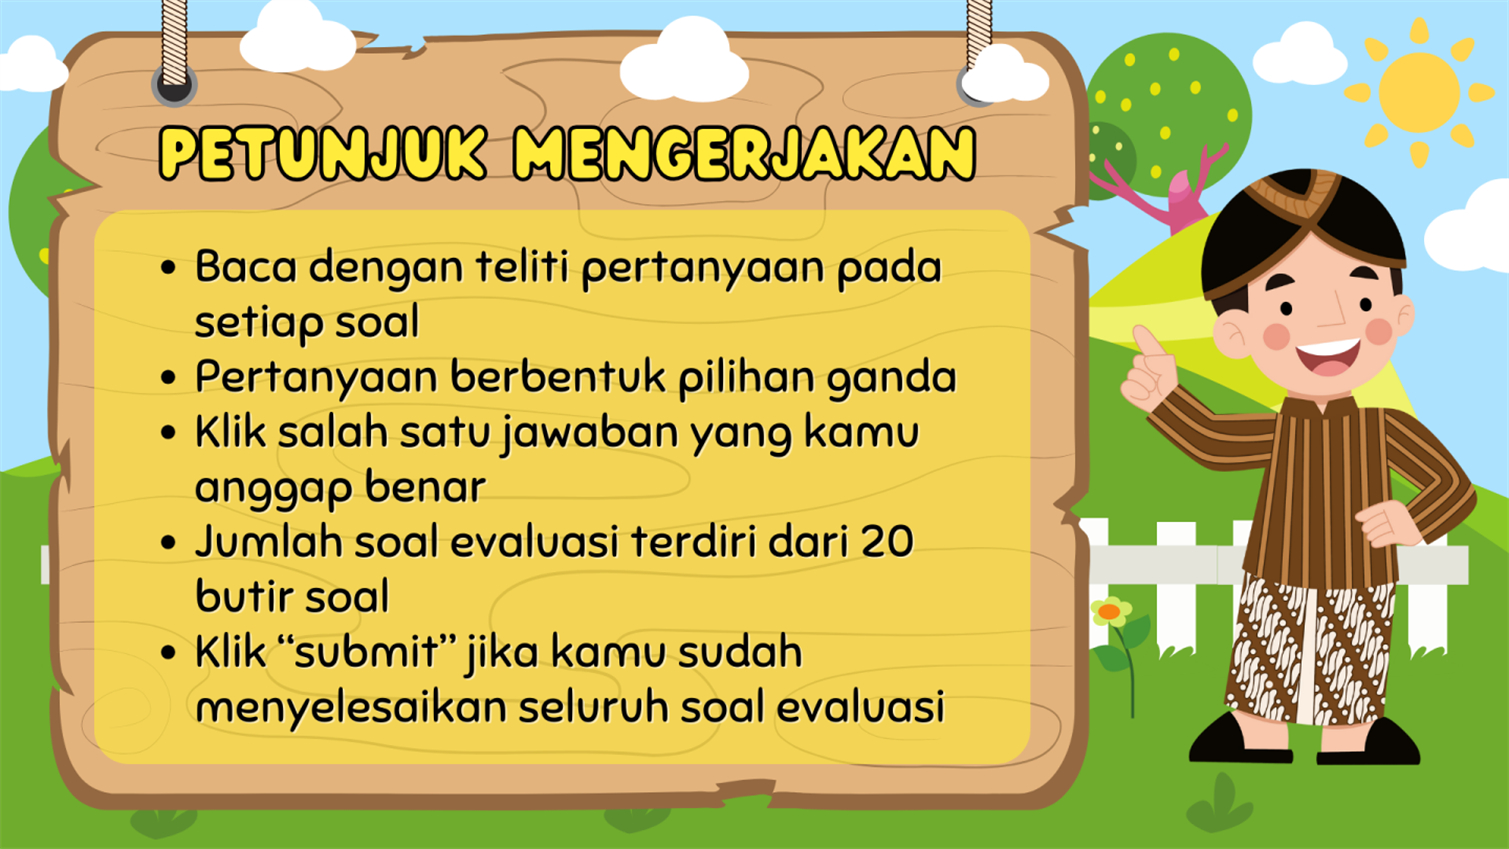 PETUNJUK MENGERJAKAN
• Baca dengan teliti pertanyaan pada
setiap soal
• Pertanyaan berbentuk pilihan ganda
• Klik salah satu jawaban yang kamu
anggap benar
• Jumlah soal evaluasi terdiri dari 20
butir soal
• Klik “submit” jika kamu sudah
menyelesaikan seluruh soal evaluasi